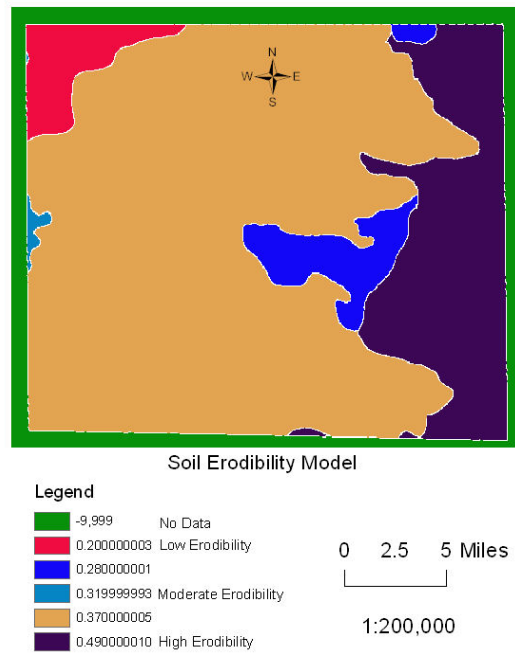 N
W E
S
Soil Erodibility Model
Legend
-9,999 No Data
0.200000003 Low Erodibility
0.280000001
0.319999993 Moderate Erodibility
0.370000005
0.490000010 High Erodibility
0 2.5 5 Miles
1:200,000